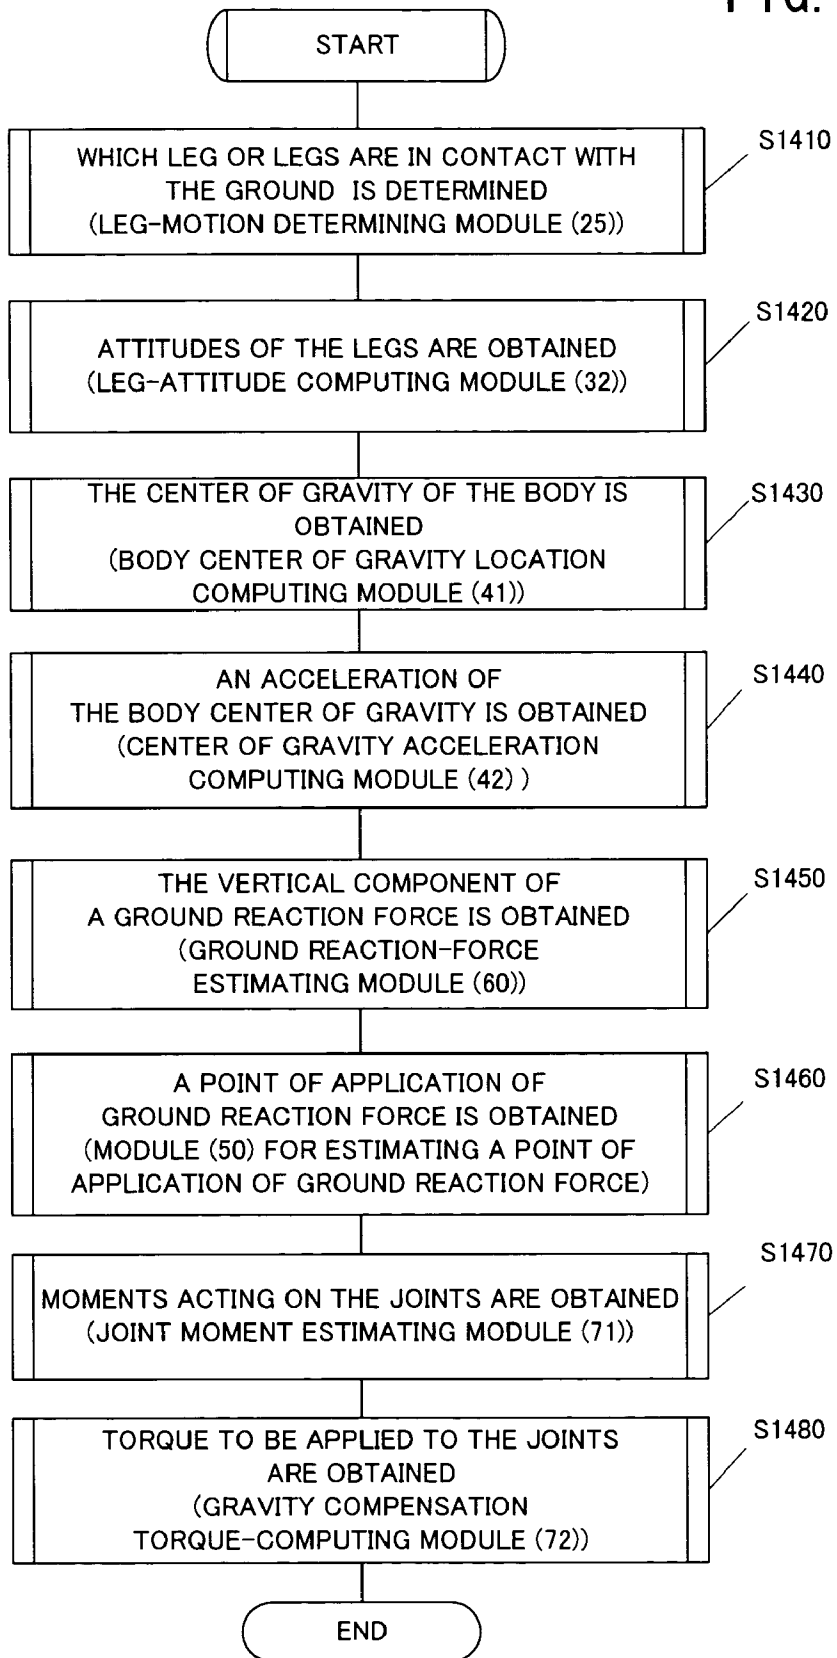 FIG.
START
WHICH LEG OR LEGS ARE IN CONTACT WITH
THE GROUND IS DETERMINED
(LEG-MOTION DETERMINING MODULE (25))
S1410
ATTITUDES OF THE LEGS ARE OBTAINED
(LEG-ATTITUDE COMPUTING MODULE (32))
S1420
THE CENTER OF GRAVITY OF THE BODY IS
OBTAINED
(BODY CENTER OF GRAVITY LOCATION
COMPUTING MODULE (41))
S1430
AN ACCELERATION OF
THE BODY CENTER OF GRAVITY IS OBTAINED
(CENTER OF GRAVITY ACCELERATION
COMPUTING MODULE (42) )
S1440
THE VERTICAL COMPONENT OF
A GROUND REACTION FORCE IS OBTAINED
(GROUND REACTION-FORCE
ESTIMATING MODULE (60))
S1450
A POINT OF APPLICATION OF
GROUND REACTION FORCE IS OBTAINED
(MODULE (50) FOR ESTIMATING A POINT OF
APPLICATION OF GROUND REACTION FORCE)
S1460
MOMENTS ACTING ON THE JOINTS ARE OBTAINED
(JOINT MOMENT ESTIMATING MODULE (71))
S1470
TORQUE TO BE APPLIED TO THE JOINTS
ARE OBTAINED
(GRAVITY COMPENSATION
TORQUE-COMPUTING MODULE (72))
S1480
END